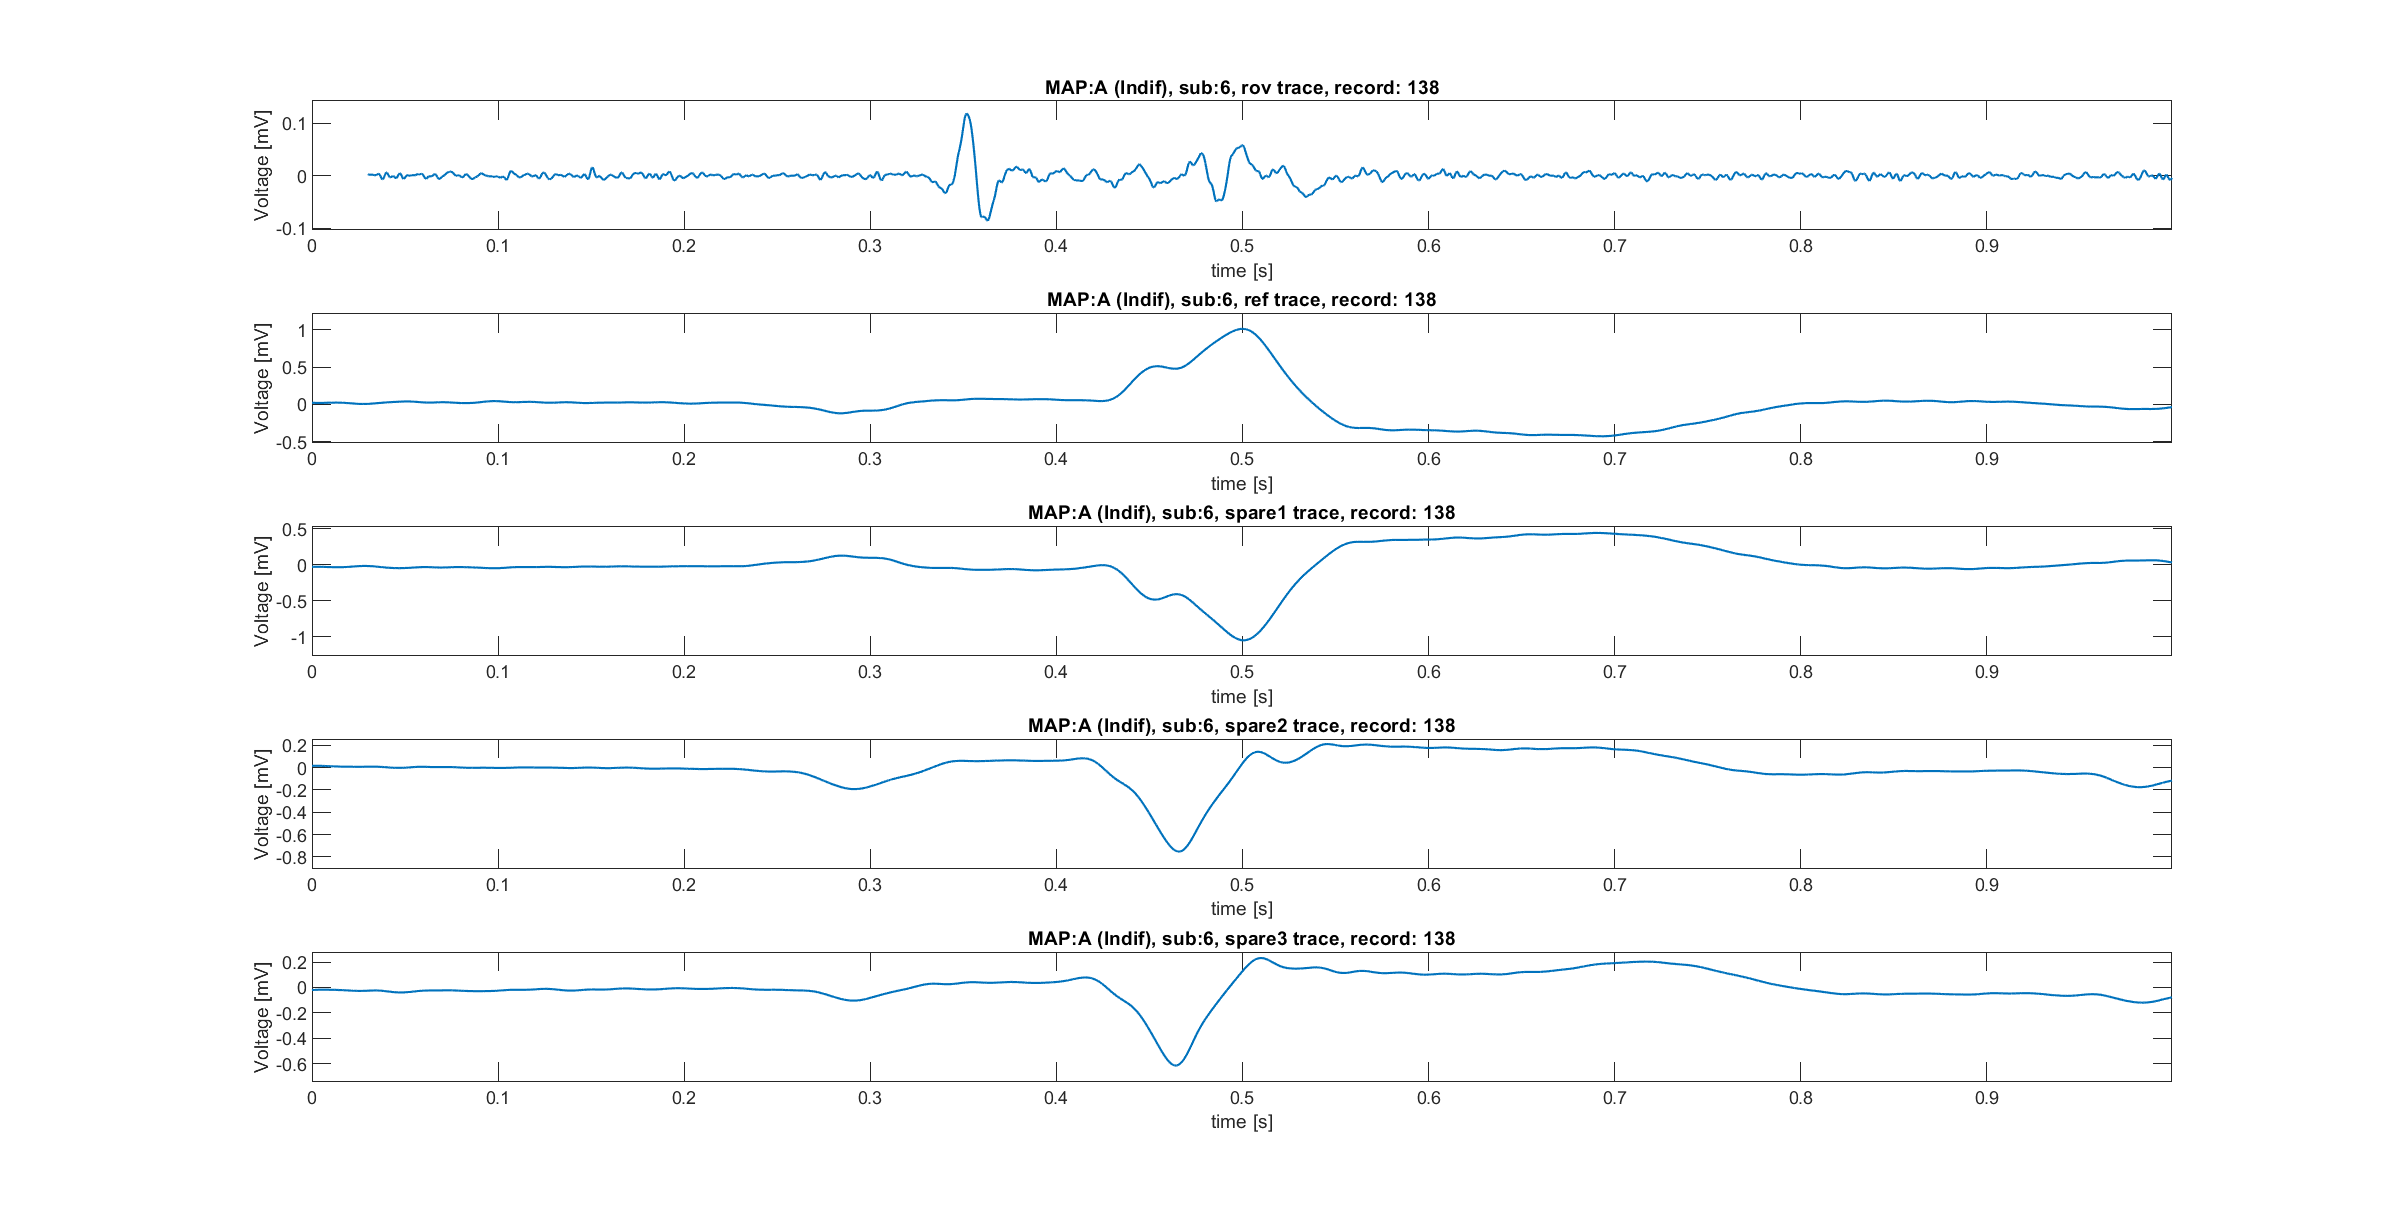 MAP:A (Indif), sub:6, rov trace, record: 138
Voltage [mV]
0.1
0
-0.1
0 0.1 0.2 0.3 0.4 0.5 0.6 0.7 0.8 0.9
time [s]
MAP:A (Indif), sub:6, ref trace, record: 138
Voltage [mV]
1
0.5
0
-0.5
0 0.1 0.2 0.3 0.4 0.5 0.6 0.7 0.8 0.9
time [s]
MAP:A (Indif), sub:6, spare1 trace, record: 138
Voltage [mV]
0.5
0
-0.5
-1
0 0.1 0.2 0.3 0.4 0.5 0.6 0.7 0.8 0.9
time [s]
MAP:A (Indif), sub:6, spare2 trace, record: 138
Voltage [mV]
0.2
0
-0.2
-0.4
-0.6
-0.8
0 0.1 0.2 0.3 0.4 0.5 0.6 0.7 0.8 0.9
time [s]
MAP:A (Indif), sub:6, spare3 trace, record: 138
Voltage [mV]
0.2
0
-0.2
-0.4
-0.6
0 0.1 0.2 0.3 0.4 0.5 0.6 0.7 0.8 0.9
time [s]